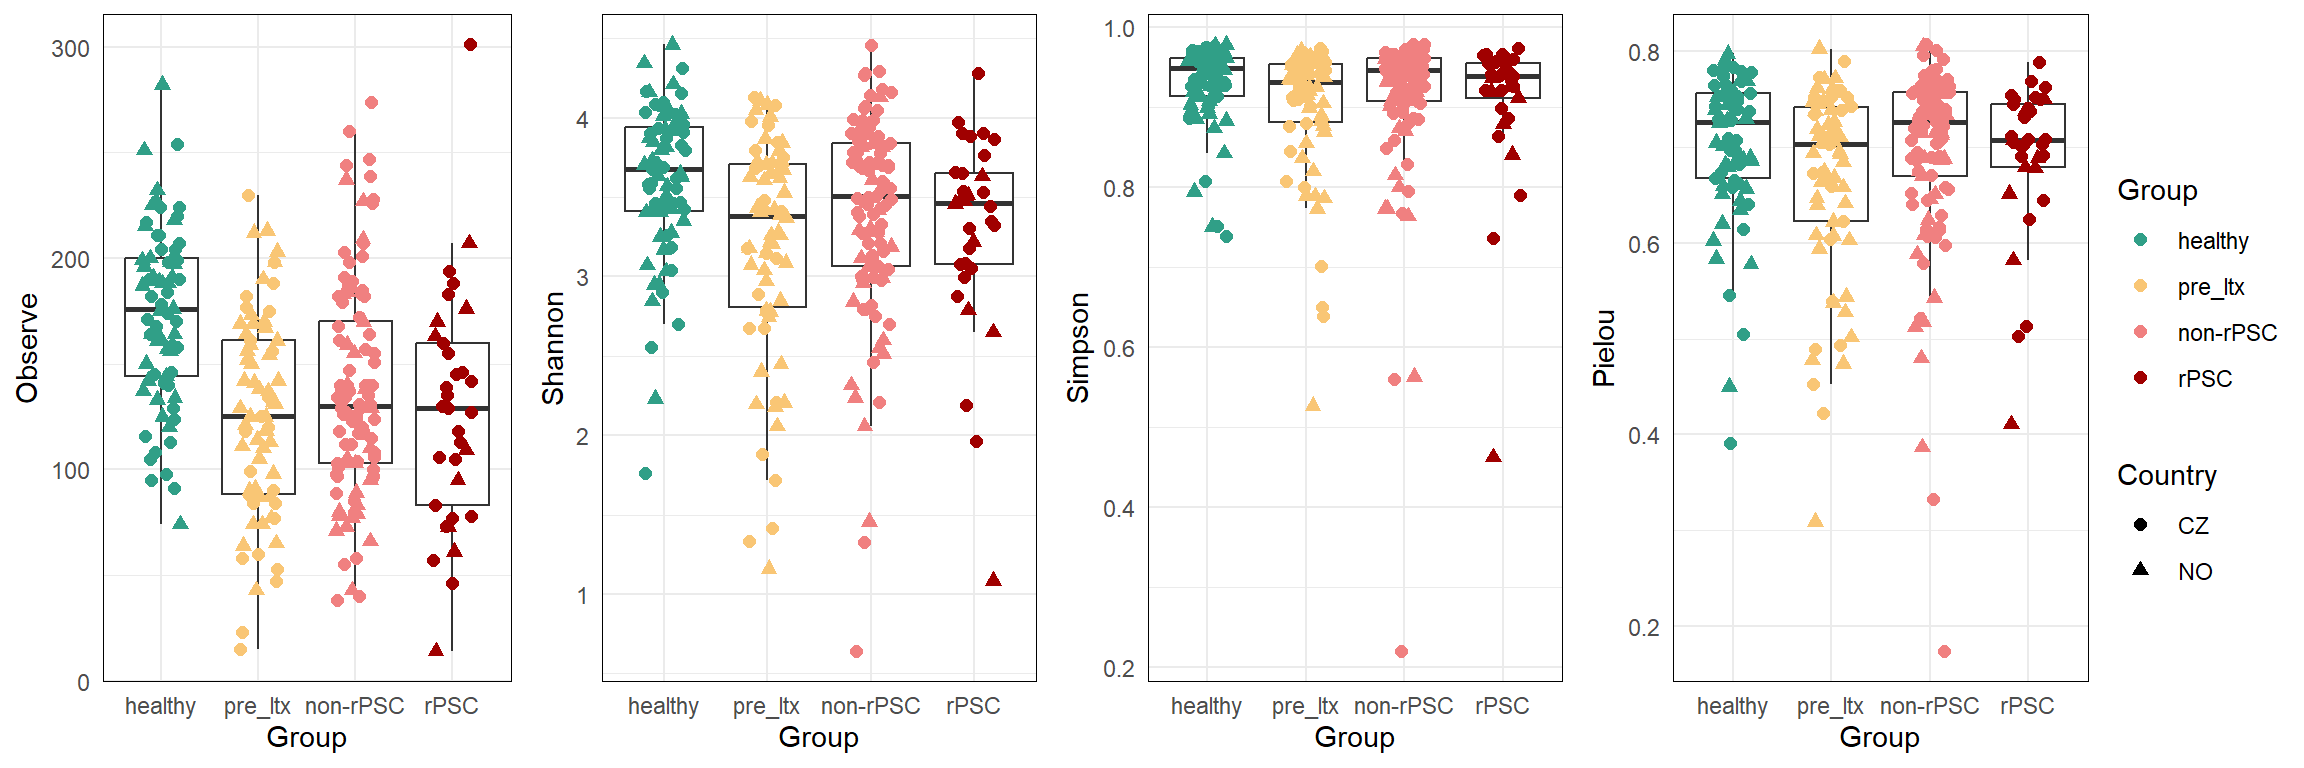 Observe
300
200
100
0
healthy pre_ltx non-rPSC rPSC
Group
Shannon
4
3
2
1
healthy pre_ltx non-rPSC rPSC
Group
Simpson
1.0
0.8
0.6
0.4
0.2
healthy pre_ltx non-rPSC rPSC
Group
Pielou
0.8
0.6
0.4
0.2
healthy pre_ltx non-rPSC rPSC
Group
Group
healthy
pre_ltx
non-rPSC
rPSC
Country
CZ
NO